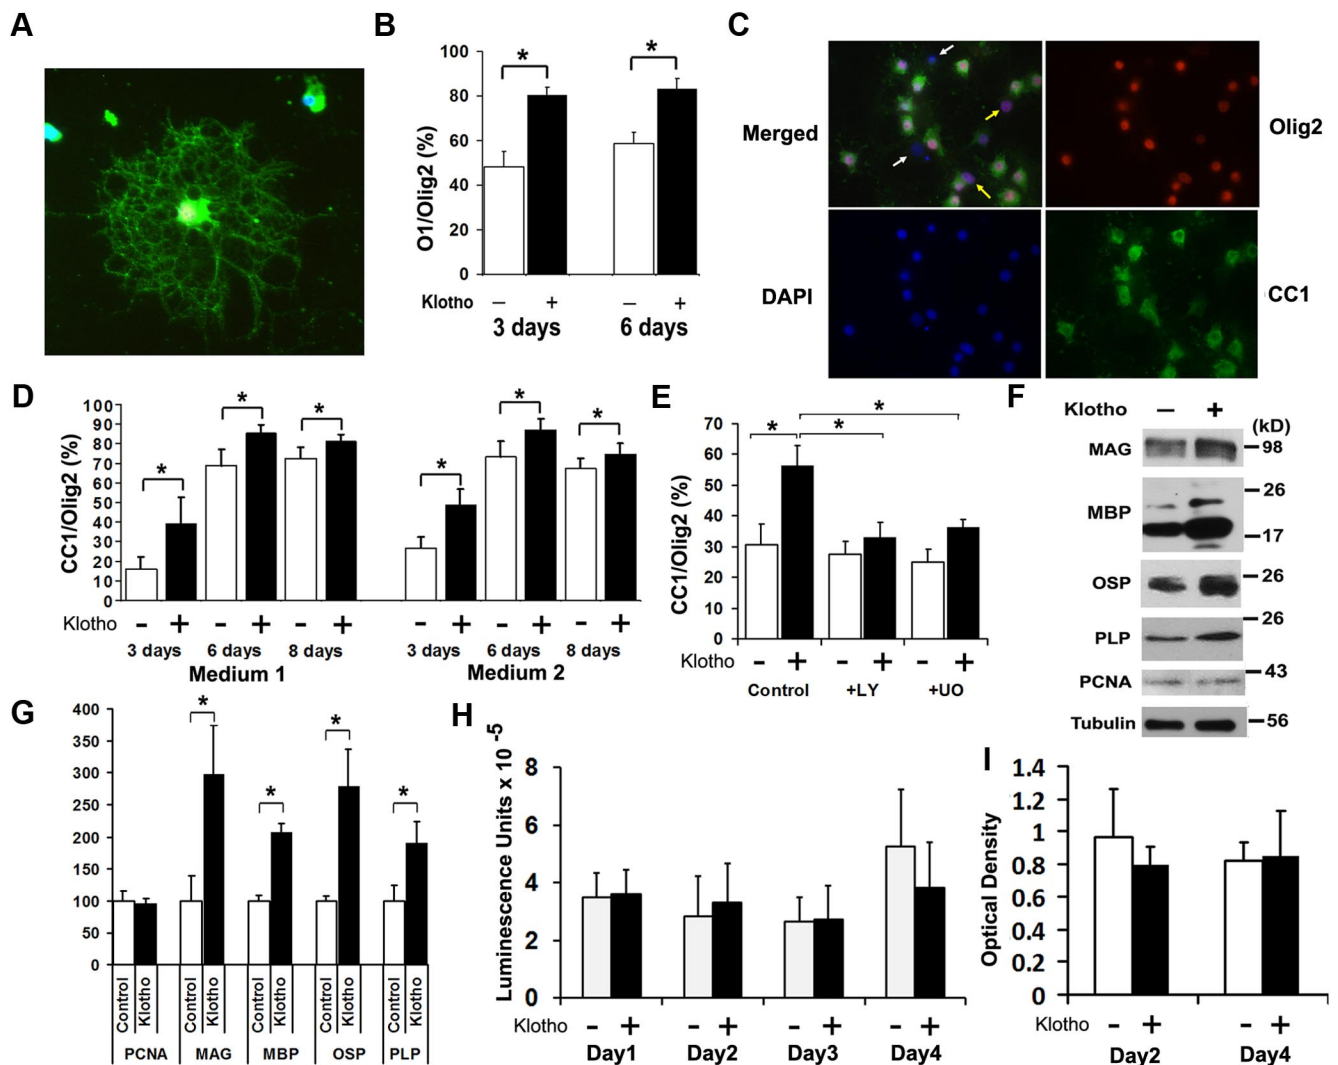 A
B
100
80
60
40
20
0
O1/Olig2 (%)
*
*
Klotho – + – +
3 days 6 days
C
Merged
Olig2
DAPI
CC1
D
100
90
80
70
60
50
40
30
20
10
0
CC1/Olig2 (%)
*
*
*
*
*
*
Klotho - + - + - + - + - + - +
3 days 6 days 8 days 3 days 6 days 8 days
Medium 1 Medium 2
E
70
60
50
40
30
20
10
0
CC1/Olig2 (%)
*
*
*
Klotho - + - + - +
Control +LY +UO
F
Klotho – +
(kD)
MAG 98
26
MBP
17
OSP 26
26
PLP
43
PCNA
Tubulin 56
G
400
350
300
250
200
150
100
50
0
*
*
*
*
Control Klotho Control Klotho Control Klotho Control Klotho Control Klotho
PCNA MAG MBP OSP PLP
H
Luminescence Units x 10 -5
8
6
4
2
0
Klotho - + - + - + - +
Day1 Day2 Day3 Day4
I
Optical Density
1.4
1.2
1
0.8
0.6
0.4
0.2
0
Klotho - + - +
Day2 Day4